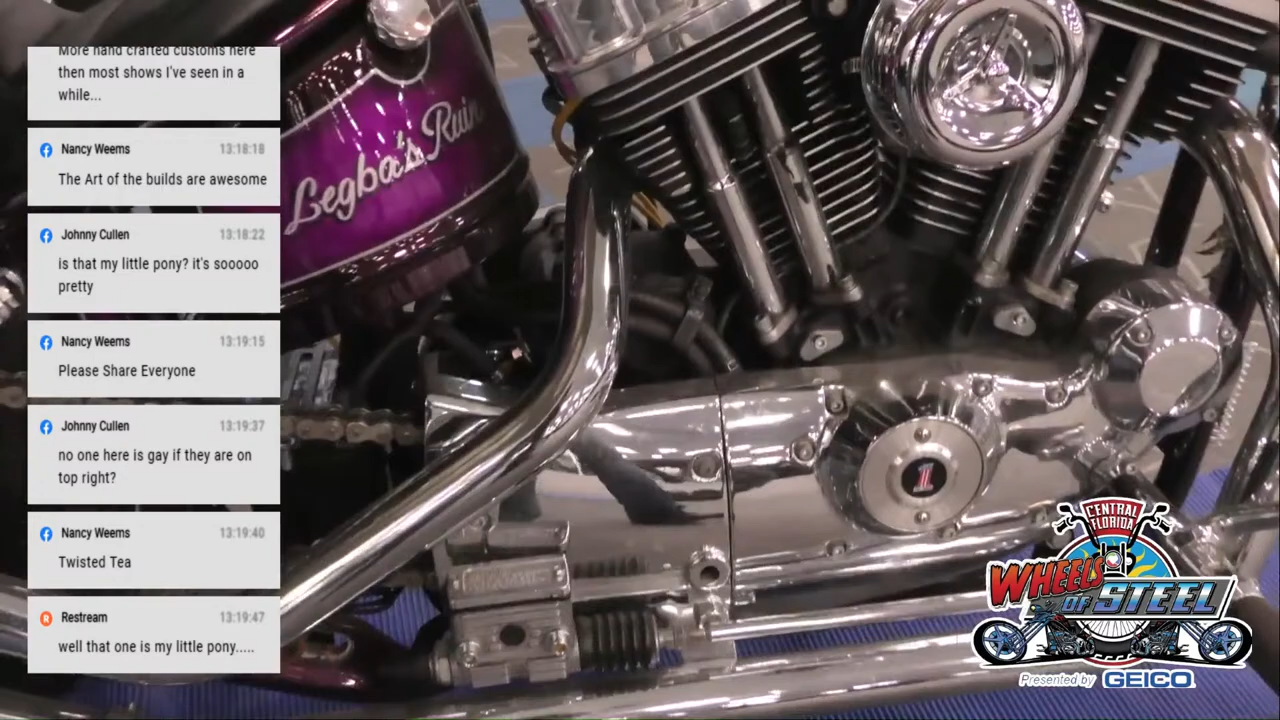 More hand crafted customs here
then most shows I've seen in a
while...
Nancy Weems 13:18:18
The Art of the builds are awesome
Johnny Cullen 13:18:22
is that my little pony? it's sooooo
pretty
Nancy Weems 13:19:15
Please Share Everyone
Johnny Cullen 13:19:37
no one here is gay if they are on
top right?
Nancy Weems 13:19:40
Twisted Tea
Restream 13:19:47
well that one is my little pony.....
Legba's Ruin
1
CENTRAL
FLORIDA
WHEELS
OF STEEL
Presented by GEICO